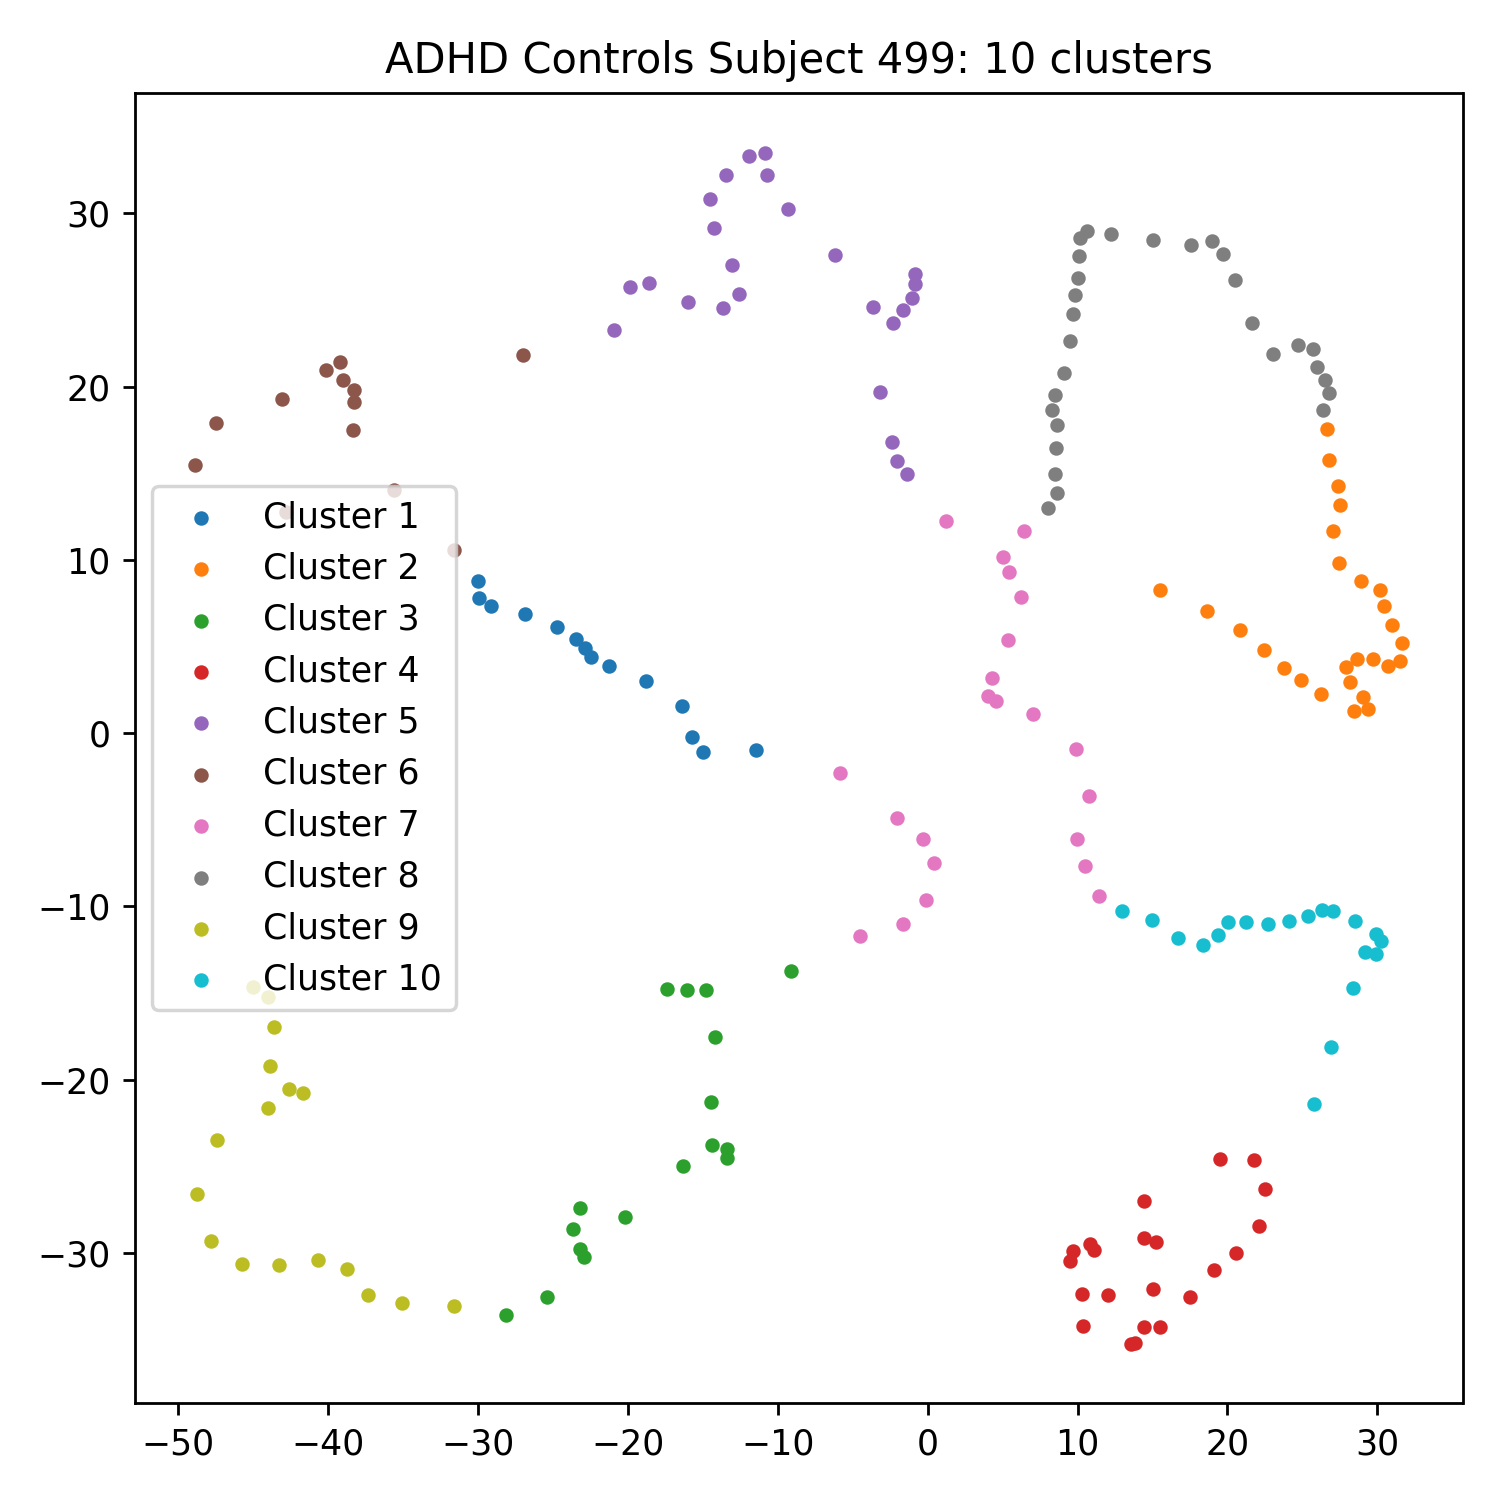 ADHD Controls Subject 499: 10 clusters
30
20
10
0
−10
−20
−30
Cluster 1
Cluster 2
Cluster 3
Cluster 4
Cluster 5
Cluster 6
Cluster 7
Cluster 8
Cluster 9
Cluster 10
−50 −40 −30 −20 −10 0 10 20 30